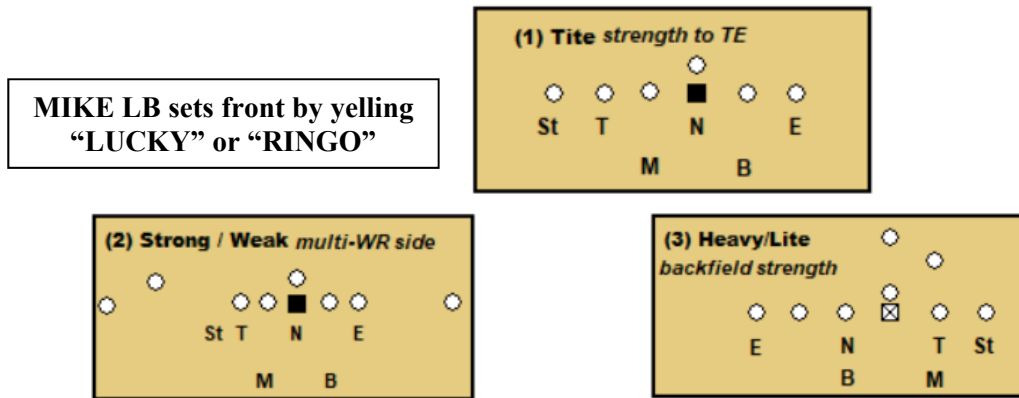 (1) Tite strength to TE
St T N E
M B
MIKE LB sets front by yelling
“LUCKY” or “RINGO”
(2) Strong / Weak multi-WR side
St T N E
M B
(3) Heavy/Lite
backfield strength
E N T St
B M